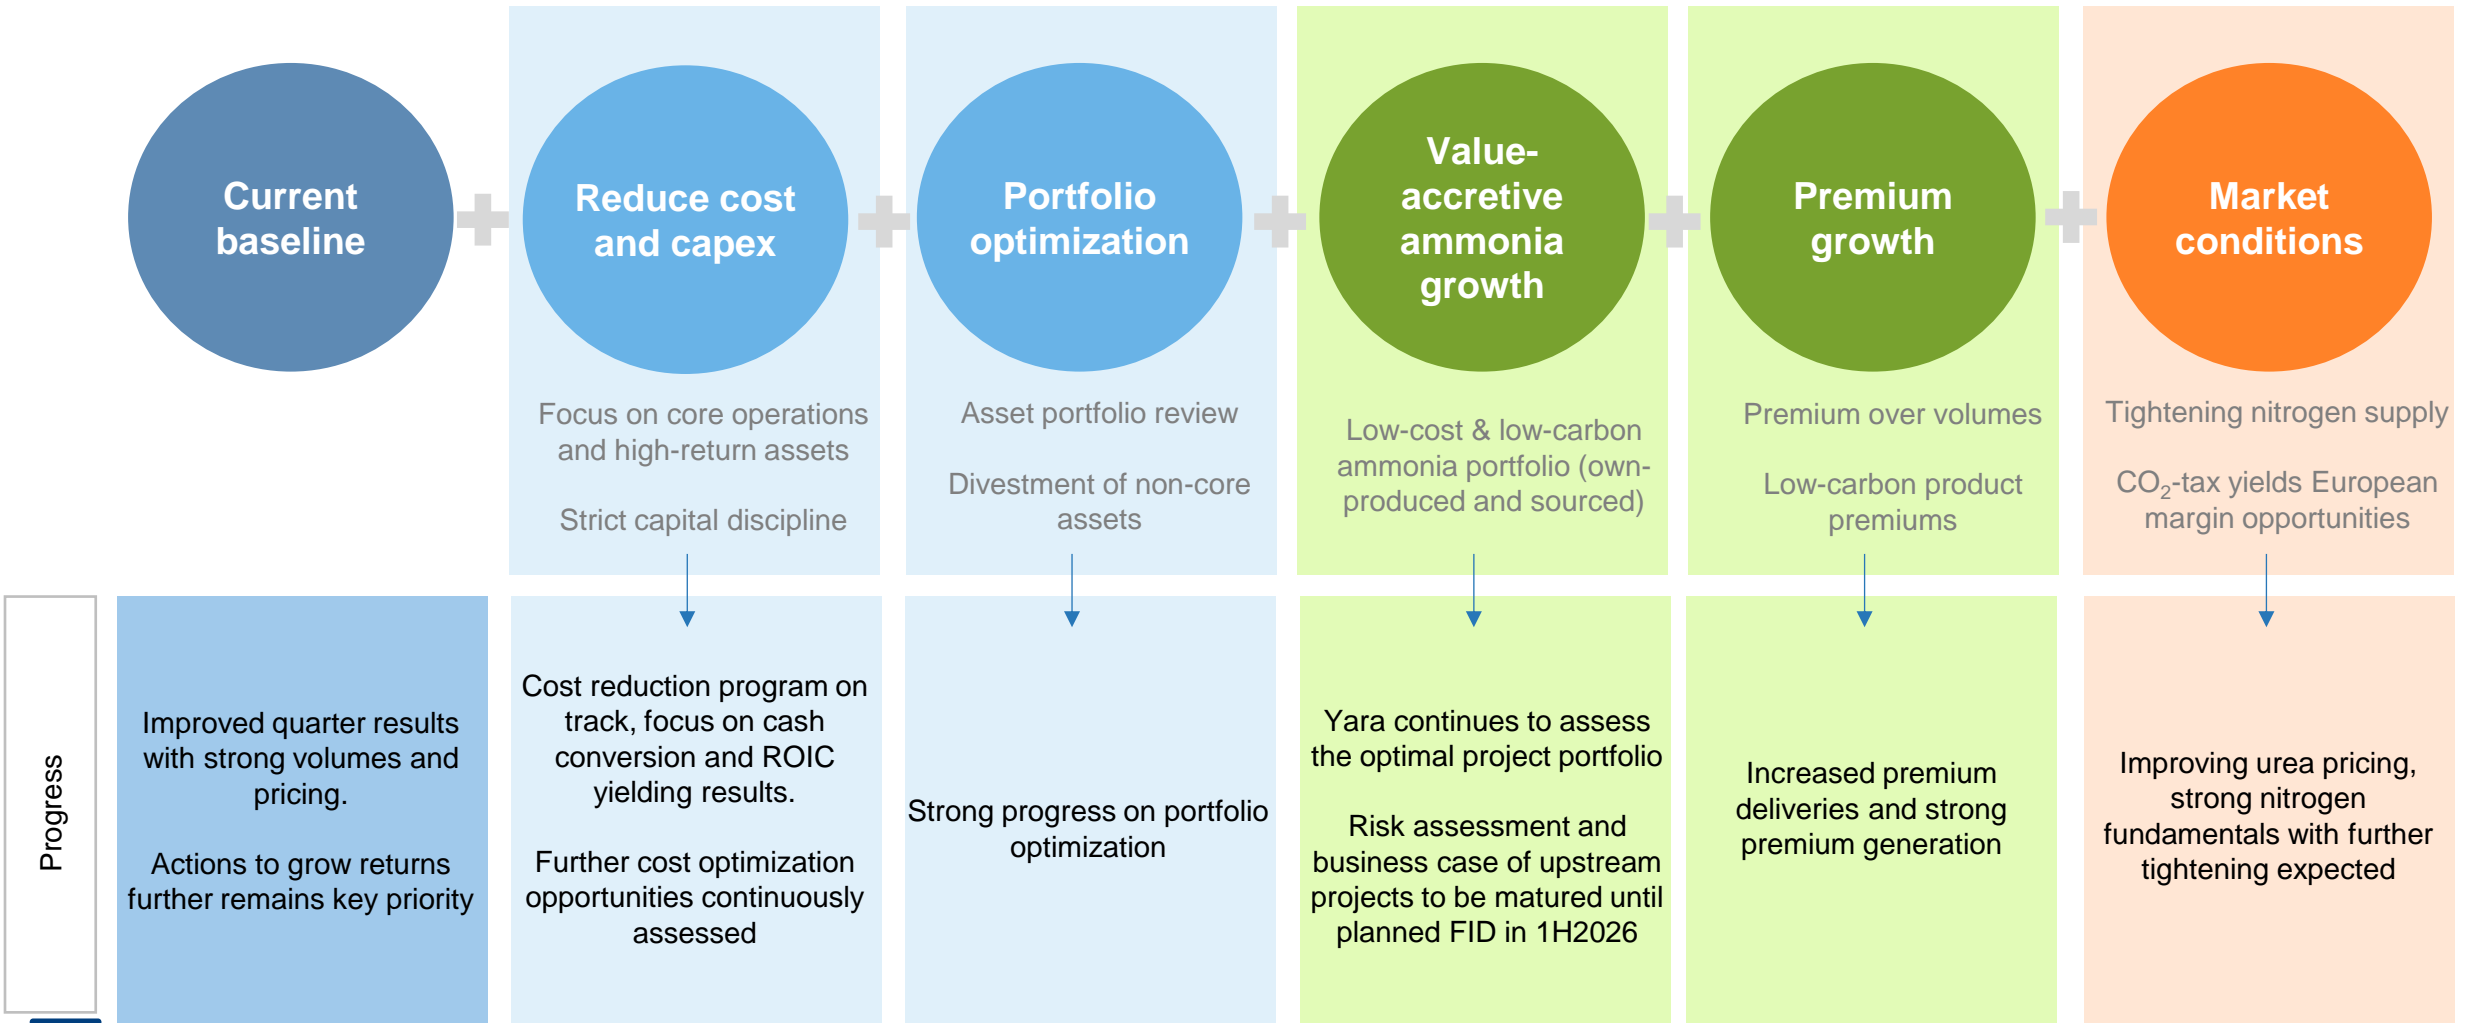 Current
baseline
Reduce cost
and capex
Portfolio
optimization
Value-
accretive
ammonia
growth
Premium
growth
Market
conditions
Focus on core operations
and high-return assets
Strict capital discipline
Asset portfolio review
Divestment of non-core
assets
Low-cost & low-carbon
ammonia portfolio (own-
produced and sourced)
Premium over volumes
Low-carbon product
premiums
Tightening nitrogen supply
CO₂-tax yields European
margin opportunities
Progress
Improved quarter results
with strong volumes and
pricing.
Actions to grow returns
further remains key priority
Cost reduction program on
track, focus on cash
conversion and ROIC
yielding results.
Further cost optimization
opportunities continuously
assessed
Strong progress on portfolio
optimization
Yara continues to assess
the optimal project portfolio
Risk assessment and
business case of upstream
projects to be matured until
planned FID in 1H2026
Increased premium
deliveries and strong
premium generation
Improving urea pricing,
strong nitrogen
fundamentals with further
tightening expected